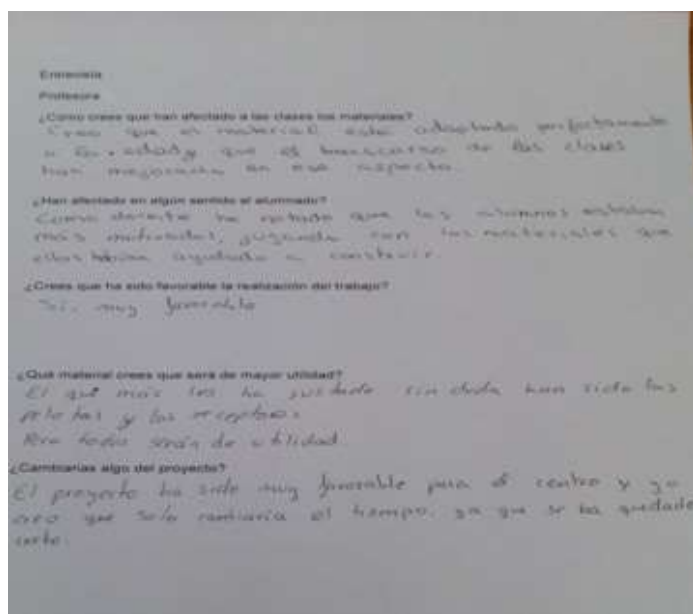 Entrevista
Profesora
¿Cómo crees que han afectado a las clases los materiales?
Creo que el material está adaptado perfectamente
a su edad y que el transcurso de las clases
han mejorado en ese aspecto.
¿Han afectado en algún sentido al alumnado?
Como docente he notado que los alumnos estaban
más motivados, jugando con los materiales que
ellos habían ayudado a construir.
¿Crees que ha sido favorable la realización del trabajo?
Sí, muy favorable
¿Qué material crees que será de mayor utilidad?
El que más les ha gustado sin duda han sido las
pelotas y los
Pero todos serán de utilidad.
¿Cambiarías algo del proyecto?
El proyecto ha sido muy favorable para el centro y yo
creo que solo cambiaria el tiempo, ya que se ha quedado
corto.